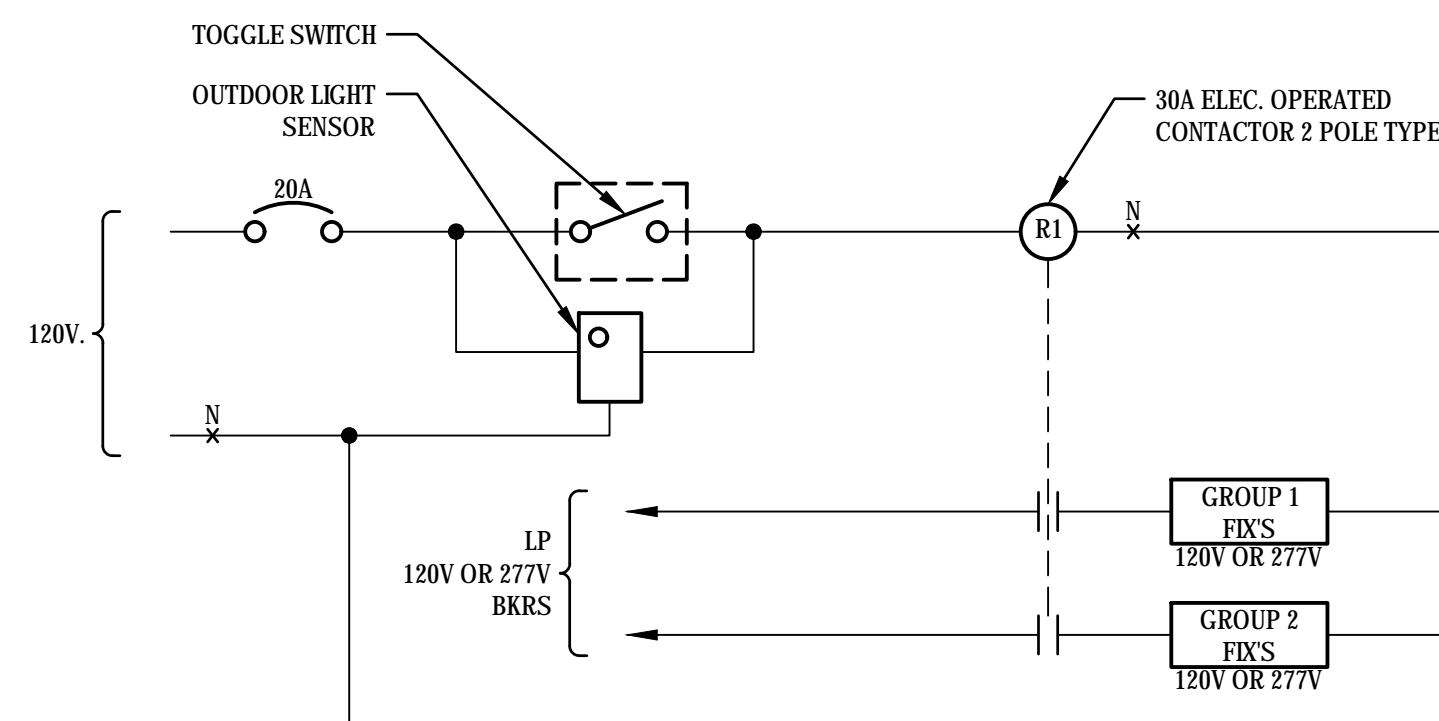 TOGGLE SWITCH
OUTDOOR LIGHT
SENSOR
30A ELEC. OPERATED
CONTACTOR 2 POLE TYPE
20A
R1
N
120V.
N
LP
120V OR 277V
BKRS
GROUP 1
FIX'S
120V OR 277V
GROUP 2
FIX'S
120V OR 277V